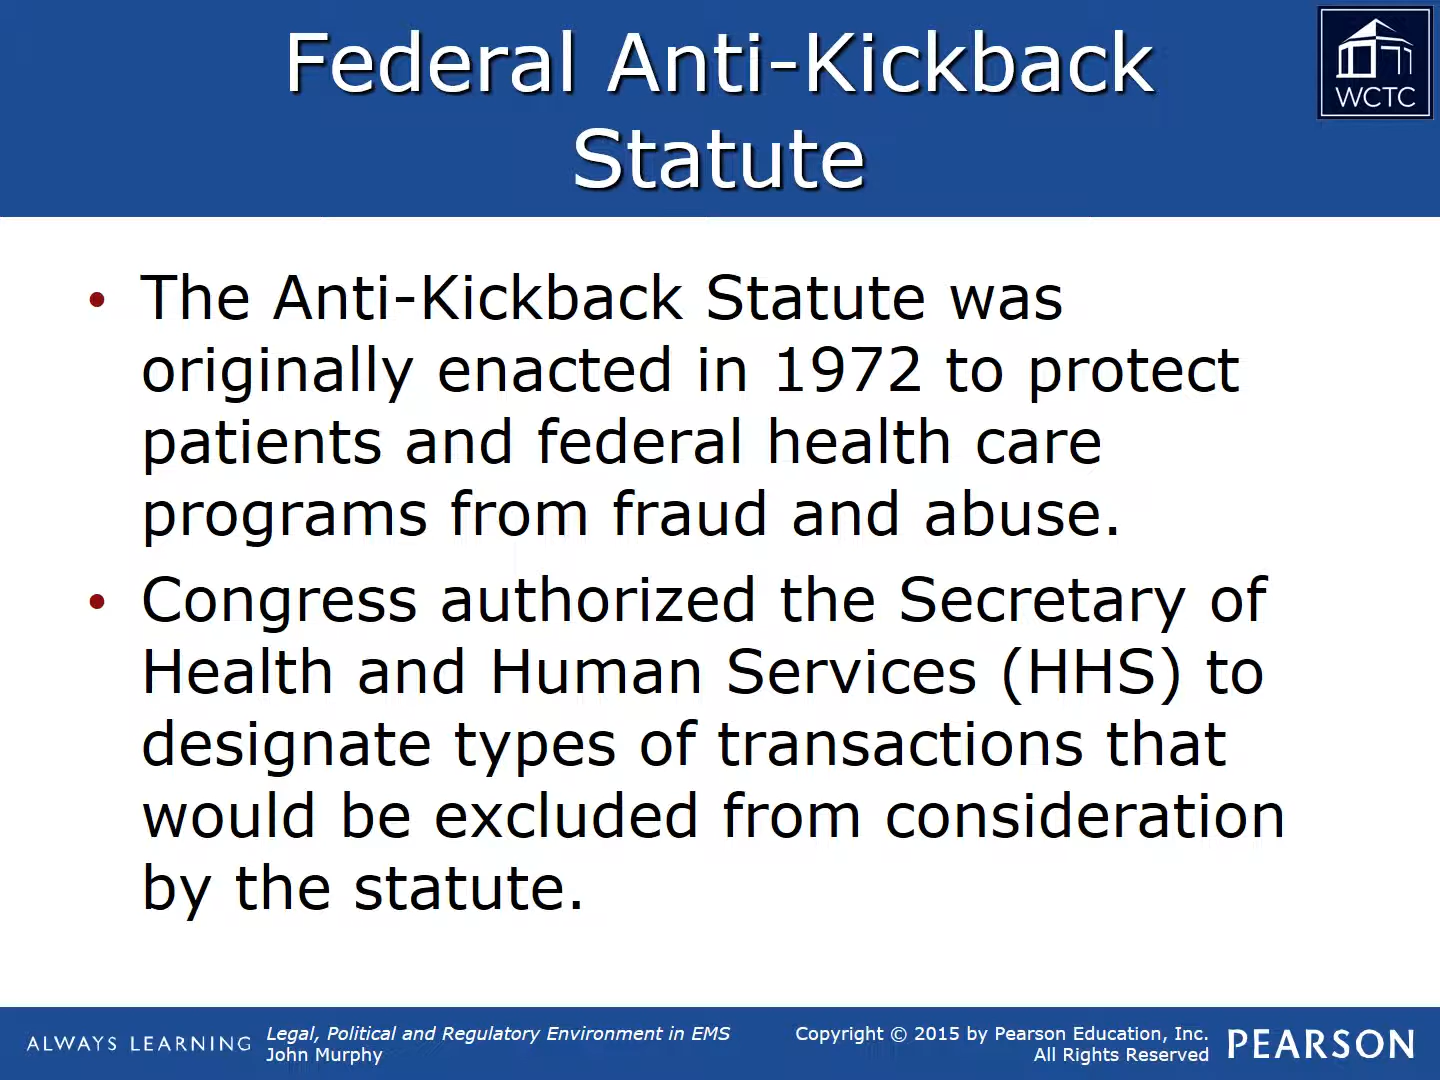 Federal Anti-Kickback
Statute
WCTC
• The Anti-Kickback Statute was
originally enacted in 1972 to protect
patients and federal health care
programs from fraud and abuse.
• Congress authorized the Secretary of
Health and Human Services (HHS) to
designate types of transactions that
would be excluded from consideration
by the statute.
ALWAYS LEARNING
Legal, Political and Regulatory Environment in EMS
John Murphy
Copyright © 2015 by Pearson Education, Inc.
All Rights Reserved
PEARSON